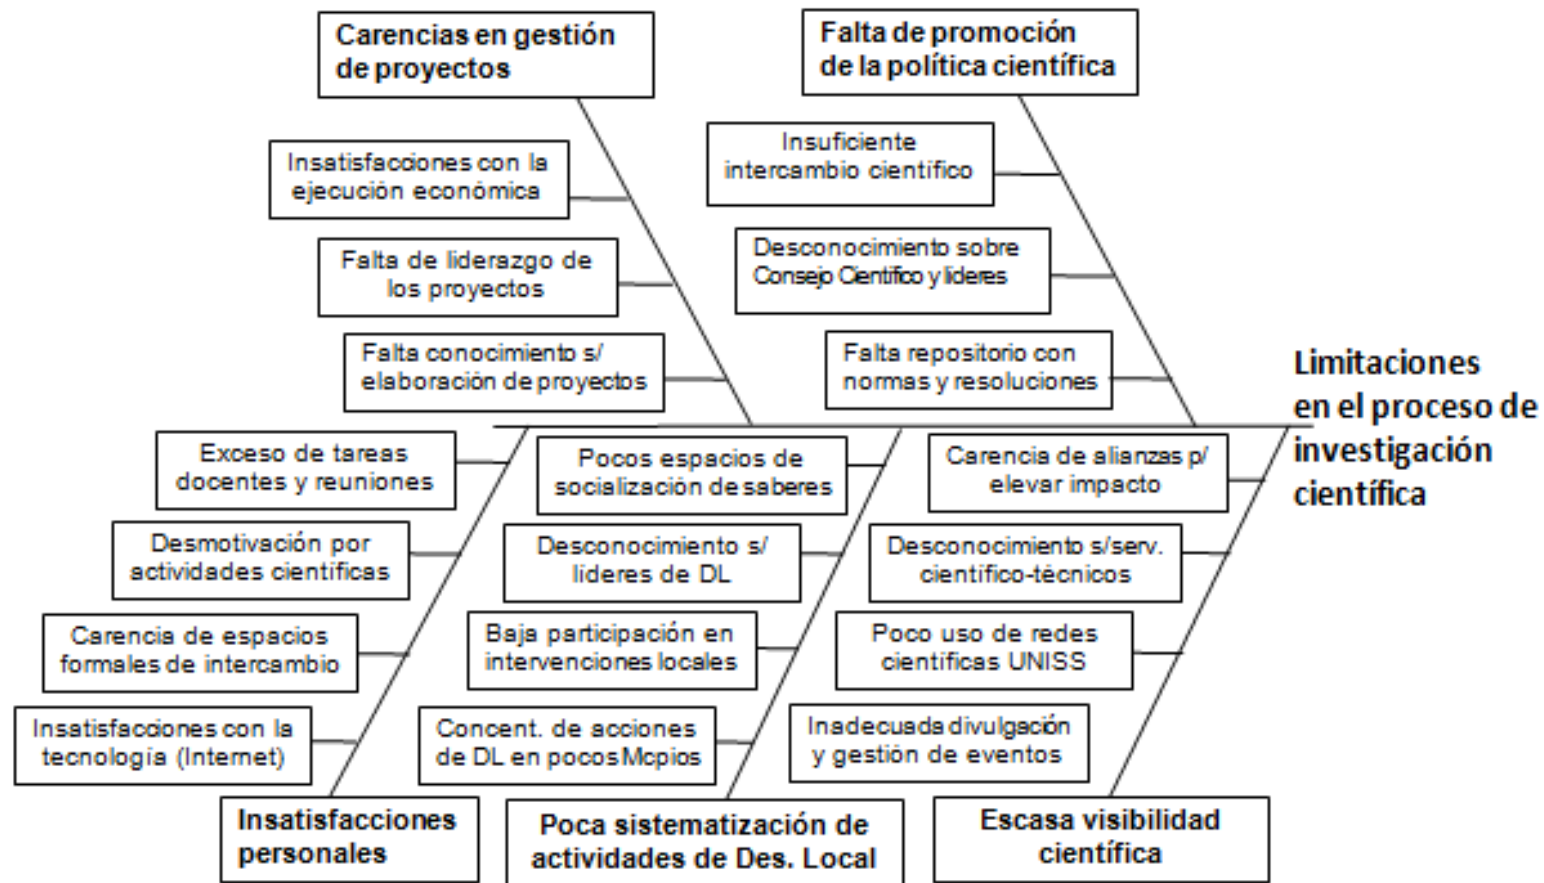 Carencias en gestión
de proyectos
Falta de promoción
de la política científica
Insatisfacciones con la
ejecución económica
Insuficiente
intercambio científico
Falta de liderazgo de
los proyectos
Desconocimiento sobre
Consejo Científico y líderes
Falta conocimiento s/
elaboración de proyectos
Falta repositorio con
normas y resoluciones
Limitaciones
en el proceso de
investigación
científica
Exceso de tareas
docentes y reuniones
Pocos espacios de
socialización de saberes
Carencia de alianzas p/
elevar impacto
Desmotivación por
actividades científicas
Desconocimiento s/
líderes de DL
Desconocimiento s/serv.
científico-técnicos
Carencia de espacios
formales de intercambio
Baja participación en
intervenciones locales
Poco uso de redes
científicas UNISS
Insatisfacciones con la
tecnología (Internet)
Concent. de acciones
de DL en pocos Mcpios
Inadecuada divulgación
y gestión de eventos
Insatisfacciones
personales
Poca sistematización de
actividades de Des. Local
Escasa visibilidad
científica